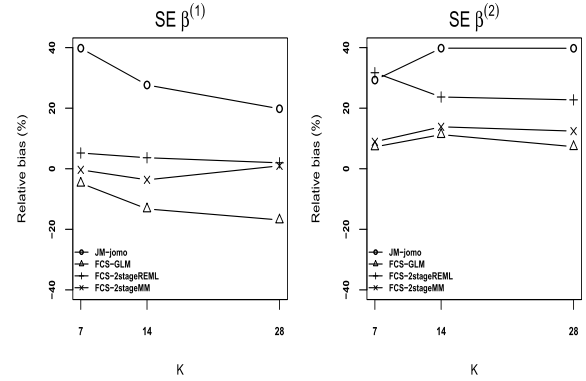 SE β(1)
Relative bias (%)
40
20
0
−20
−40
JM−jomo
FCS−GLM
FCS−2stageREML
FCS−2stageMM
7
14
28
K
SE β(2)
Relative bias (%)
40
20
0
−20
−40
JM−jomo
FCS−GLM
FCS−2stageREML
FCS−2stageMM
7
14
28
K